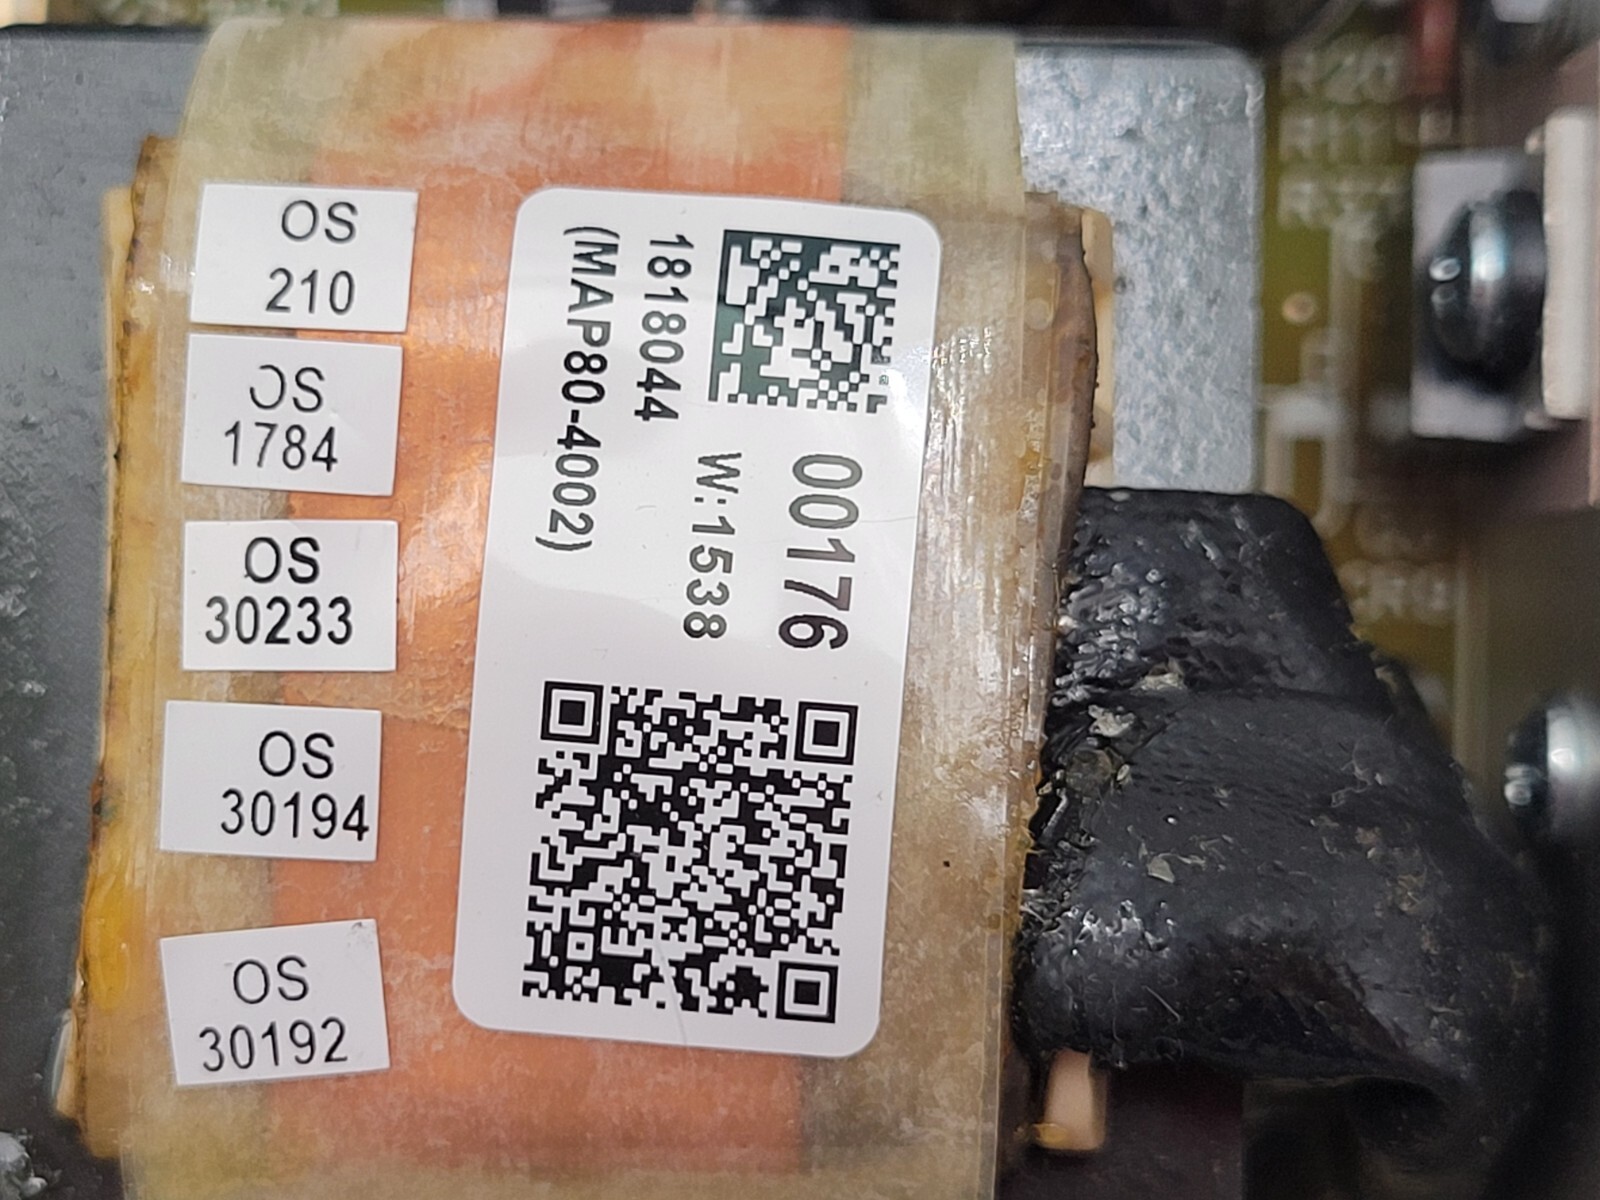 OS
210
OS
1784
OS
30233
OS
30194
OS
30192
00176
W:1538
1818044
(MAP80-4002)